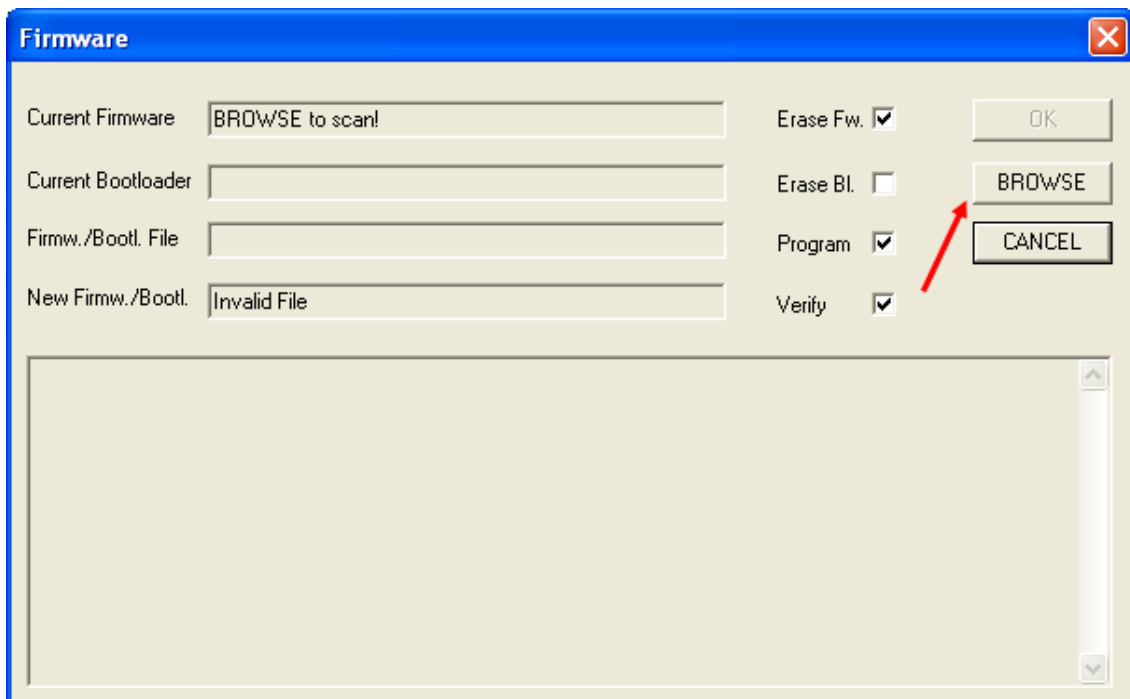 Firmware
Current Firmware BROWSE to scan! Erase Fw. OK
Current Bootloader Erase Bl. BROWSE
Firmw./Bootl. File Program CANCEL
New Firmw./Bootl. Invalid File Verify